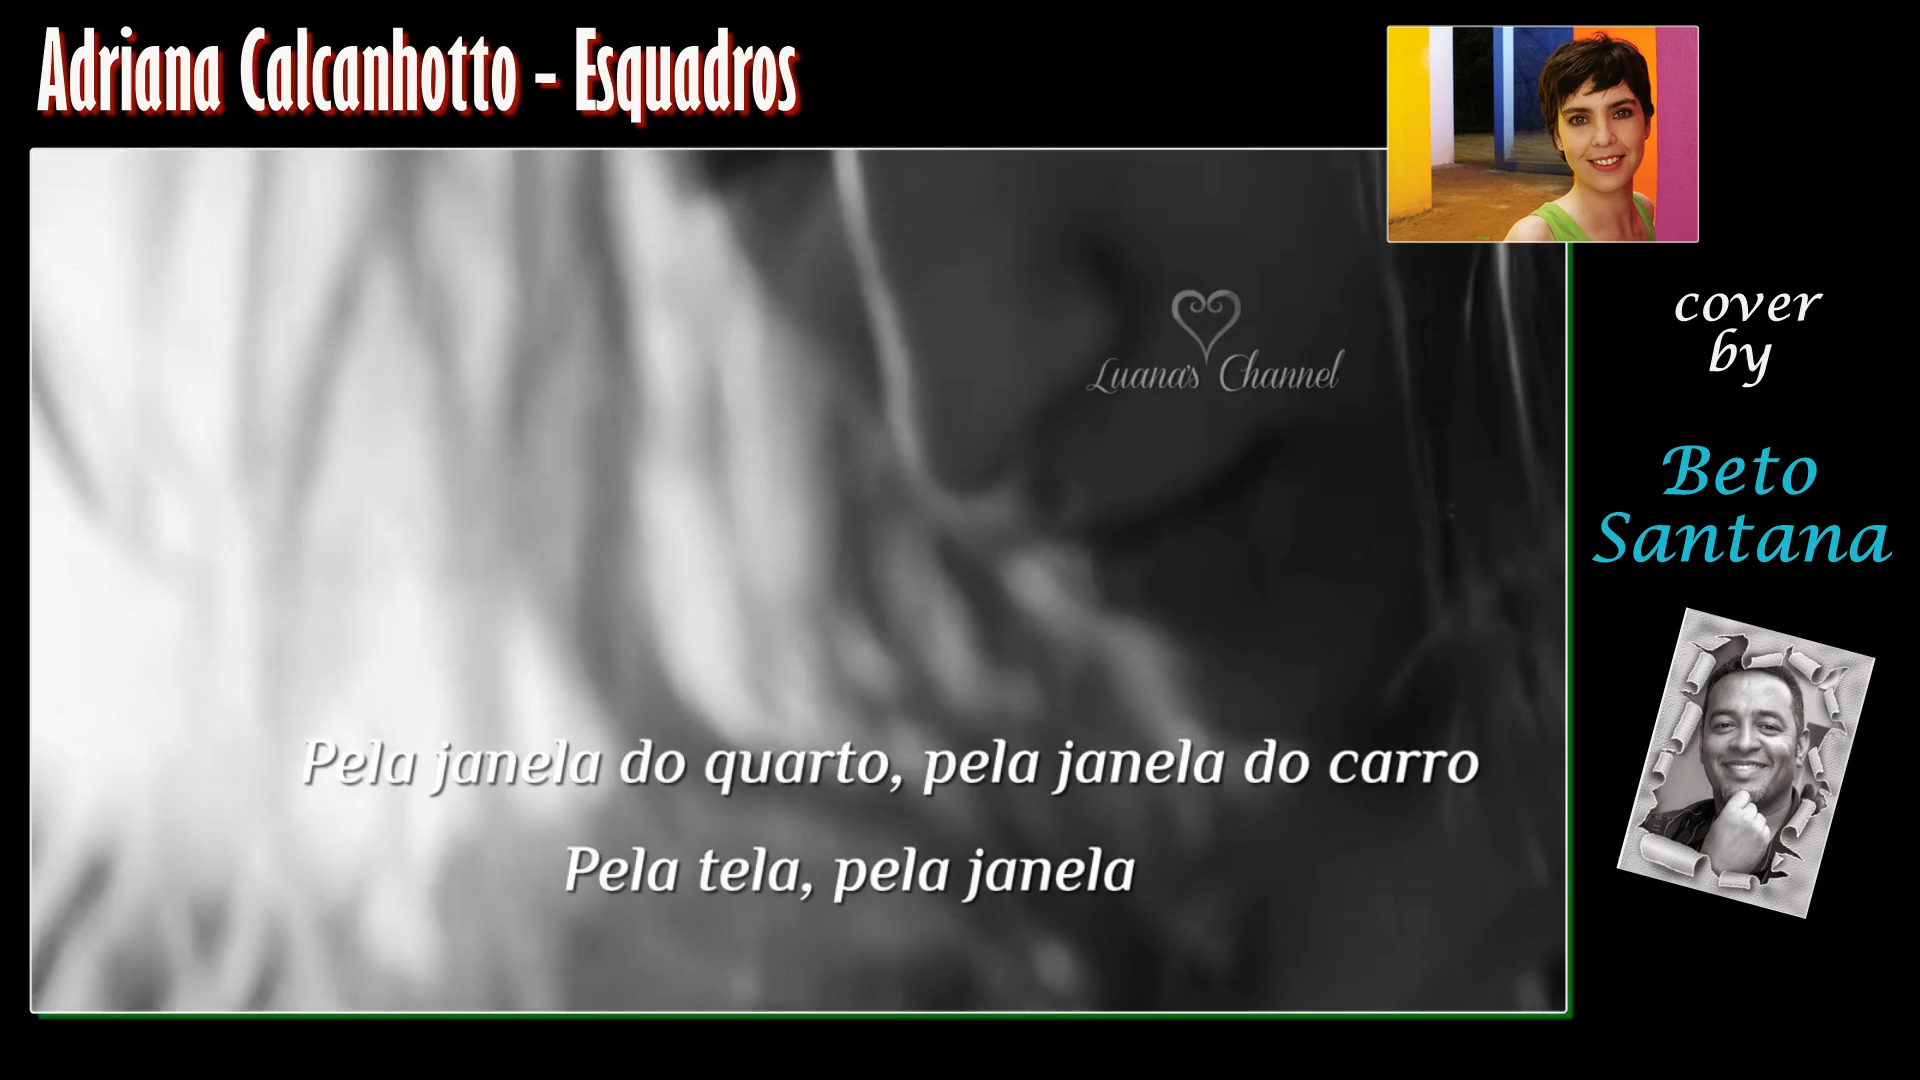 Adriana Calcanhotto - Esquadros
cover
by
Luana's Channel
Beto
Santana
Pela janela do quarto, pela janela do carro
Pela tela, pela janela